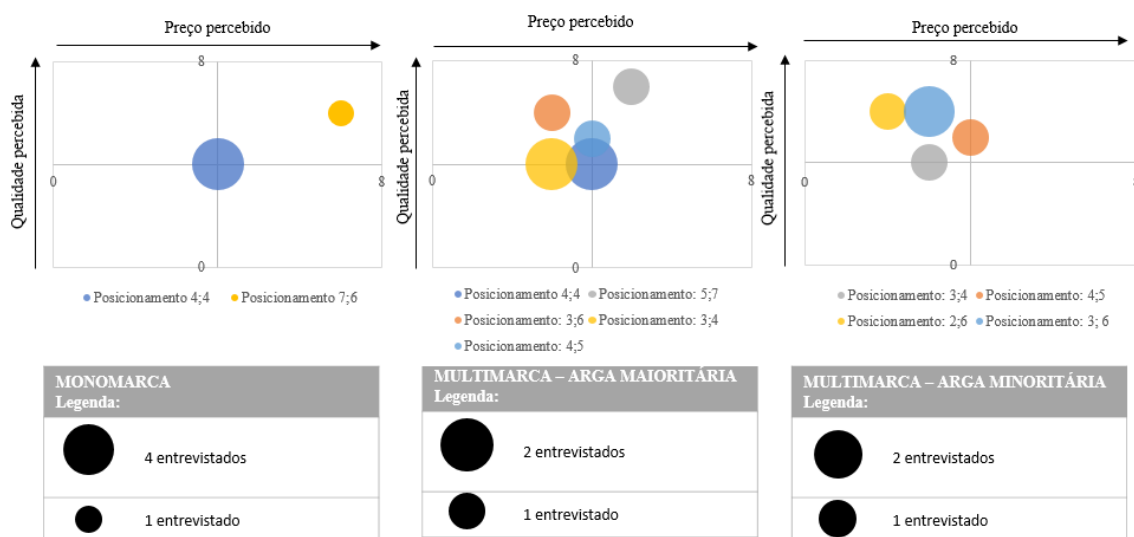 Preço percebido
Qualidade percebida
8
0
8
0
Posicionamento 4;4
Posicionamento 7;6
MONOMARCA
Legenda:
4 entrevistados
1 entrevistado
Preço percebido
Qualidade percebida
8
0
8
0
Posicionamento 4;4
Posicionamento: 5;7
Posicionamento: 3;6
Posicionamento: 3;4
Posicionamento: 4;5
MULTIMARCA – ARGA MAIORITÁRIA
Legenda:
2 entrevistados
1 entrevistado
Preço percebido
Qualidade percebida
8
0
8
0
Posicionamento: 3;4
Posicionamento: 4;5
Posicionamento: 2;6
Posicionamento: 3; 6
MULTIMARCA – ARGA MINORITÁRIA
Legenda:
2 entrevistados
1 entrevistado